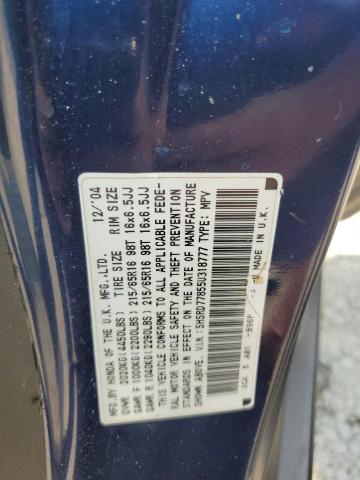 MFD.BY HONDA OF THE U.K. MFG.,LTD. 12/'04
TIRE SIZE RIM SIZE
GVWR 2020KG(4450LBS)
GAWR F 1000KG(2200LBS) 215/65R16 98T 16x6.5JJ
GAWR R 1040KG(2290LBS) 215/65R16 98T 16x6.5JJ
THIS VEHICLE CONFORMS TO ALL APPLICABLE FEDE-
RAL MOTOR VEHICLE SAFETY AND THEFT PREVENTION
STANDARDS IN EFFECT ON THE DATE OF MANUFACTURE
SHOWN ABOVE.
V.I.N.:SHSRD77855U318777 TYPE: MPV
5 AB5 -B96P
MADE IN U.K.